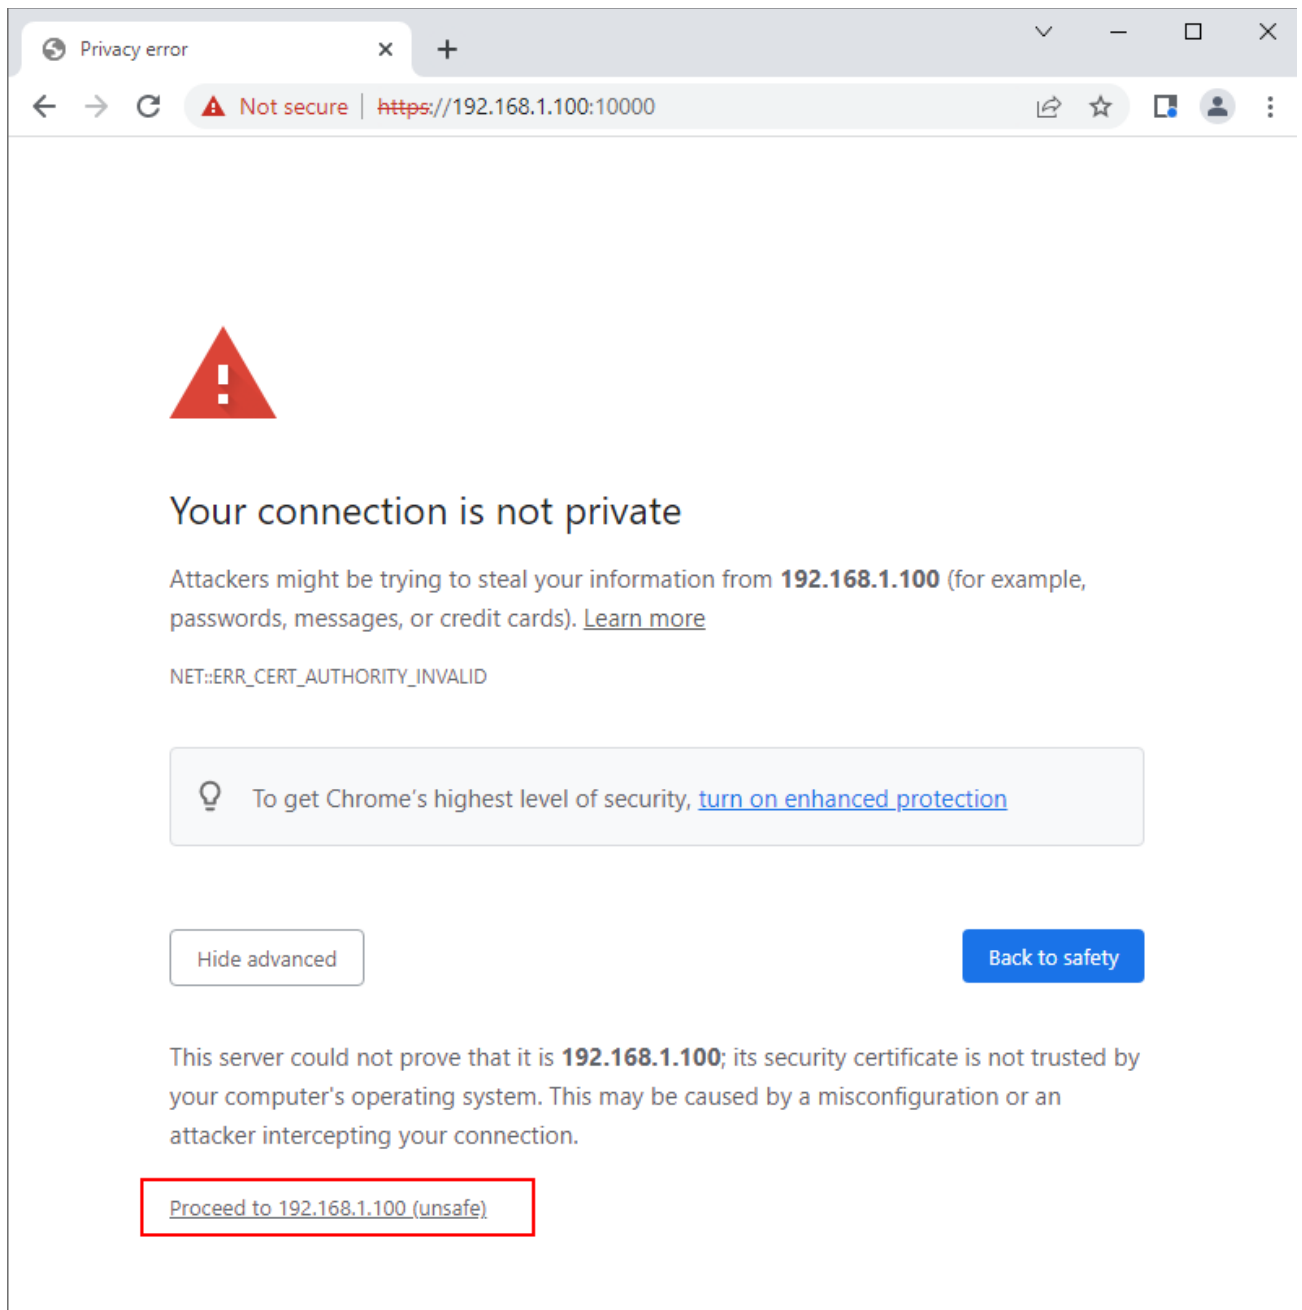 Privacy error
Not secure | https://192.168.1.100:10000
Your connection is not private
Attackers might be trying to steal your information from 192.168.1.100 (for example,
passwords, messages, or credit cards). Learn more
NET::ERR_CERT_AUTHORITY_INVALID
To get Chrome's highest level of security, turn on enhanced protection
Hide advanced
Back to safety
This server could not prove that it is 192.168.1.100; its security certificate is not trusted by
your computer's operating system. This may be caused by a misconfiguration or an
attacker intercepting your connection.
Proceed to 192.168.1.100 (unsafe)